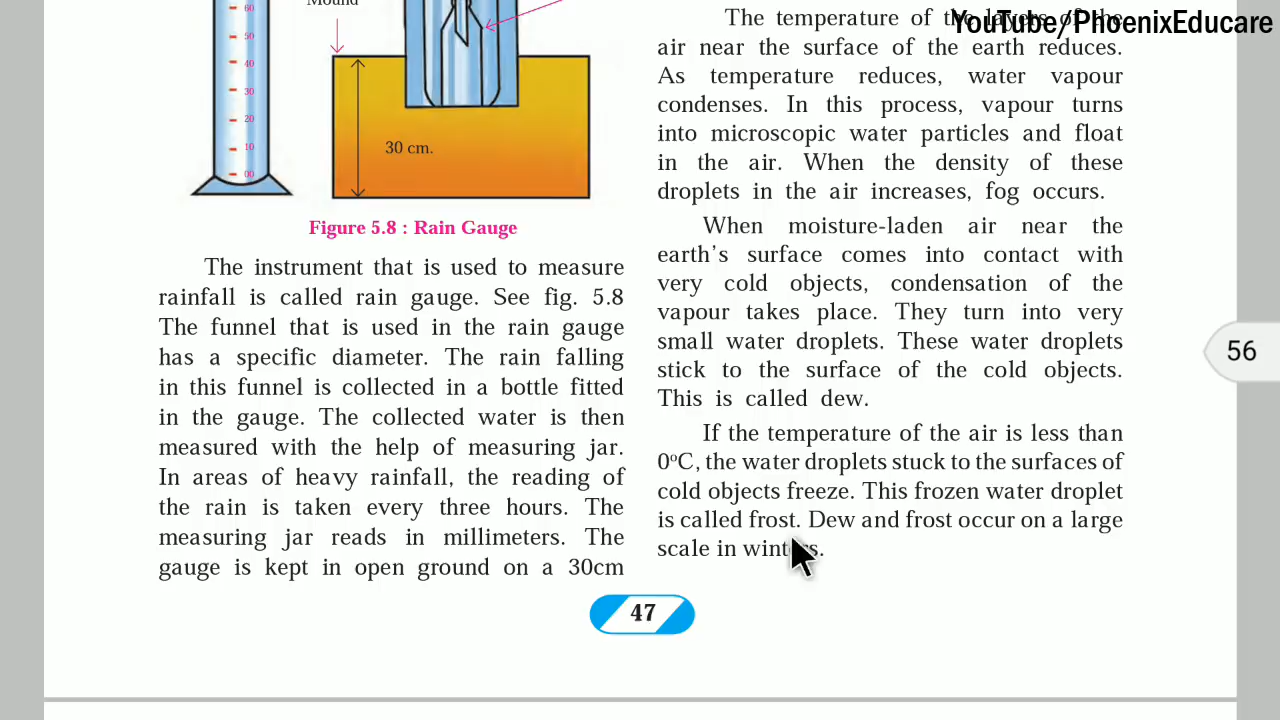 Mound
60
50
40
30
20
10
00
30 cm.
Figure 5.8 : Rain Gauge
The instrument that is used to measure
rainfall is called rain gauge. See fig. 5.8
The funnel that is used in the rain gauge
has a specific diameter. The rain falling
in this funnel is collected in a bottle fitted
in the gauge. The collected water is then
measured with the help of measuring jar.
In areas of heavy rainfall, the reading of
the rain is taken every three hours. The
measuring jar reads in millimeters. The
gauge is kept in open ground on a 30cm
YouTube/PhoenixEducare
The temperature of the layers of the
air near the surface of the earth reduces.
As temperature reduces, water vapour
condenses. In this process, vapour turns
into microscopic water particles and float
in the air. When the density of these
droplets in the air increases, fog occurs.
When moisture-laden air near the
earth's surface comes into contact with
very cold objects, condensation of the
vapour takes place. They turn into very
small water droplets. These water droplets
stick to the surface of the cold objects.
This is called dew.
If the temperature of the air is less than
0°C, the water droplets stuck to the surfaces of
cold objects freeze. This frozen water droplet
is called frost. Dew and frost occur on a large
scale in winters.
56
47